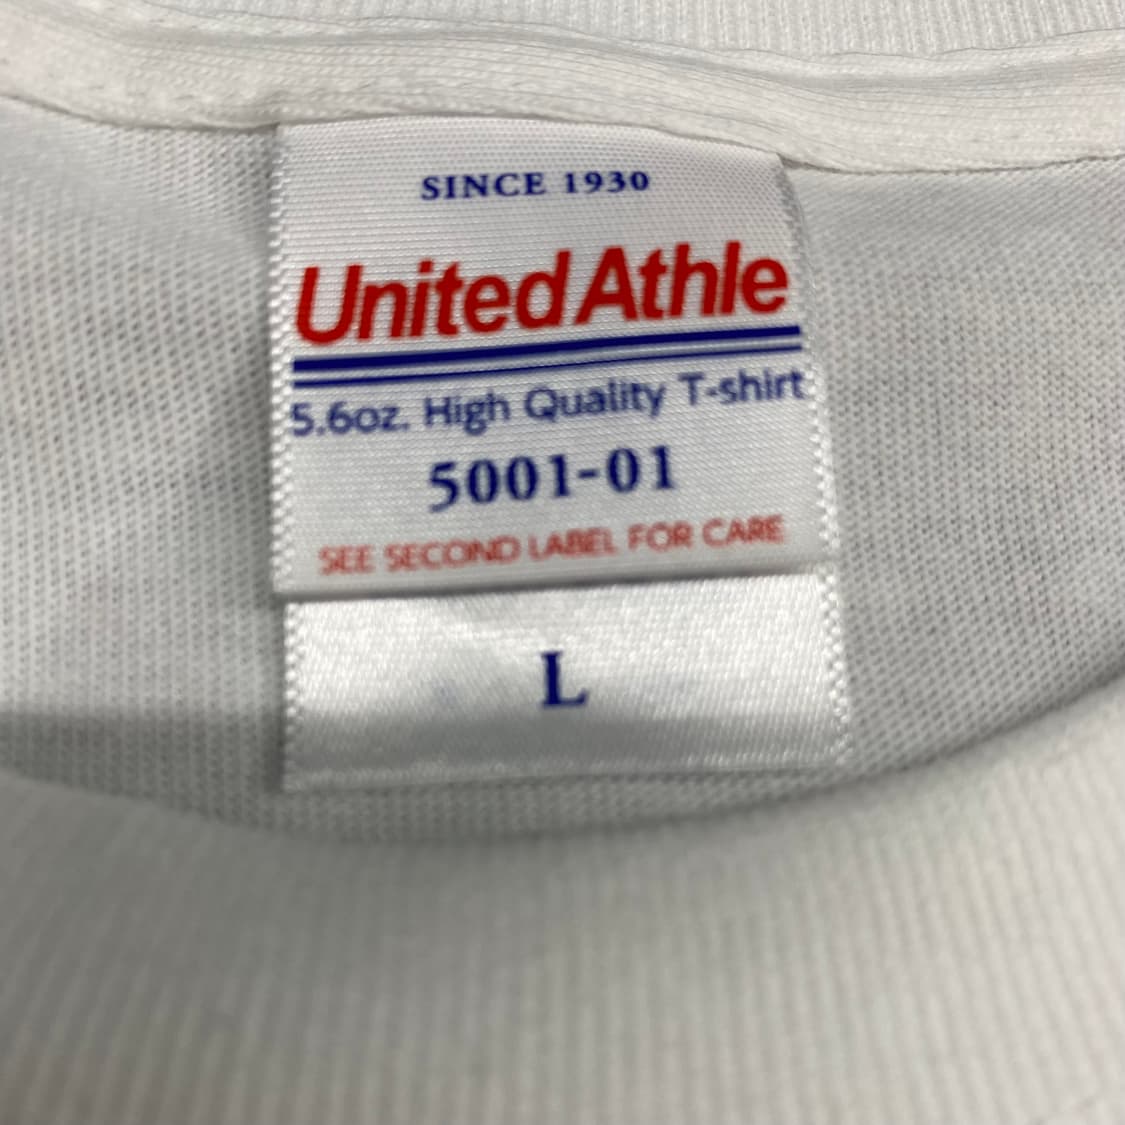 SINCE 1930
United Athle
5.6oz. High Quality T-shirt
5001-01
SEE SECOND LABEL FOR CARE
L